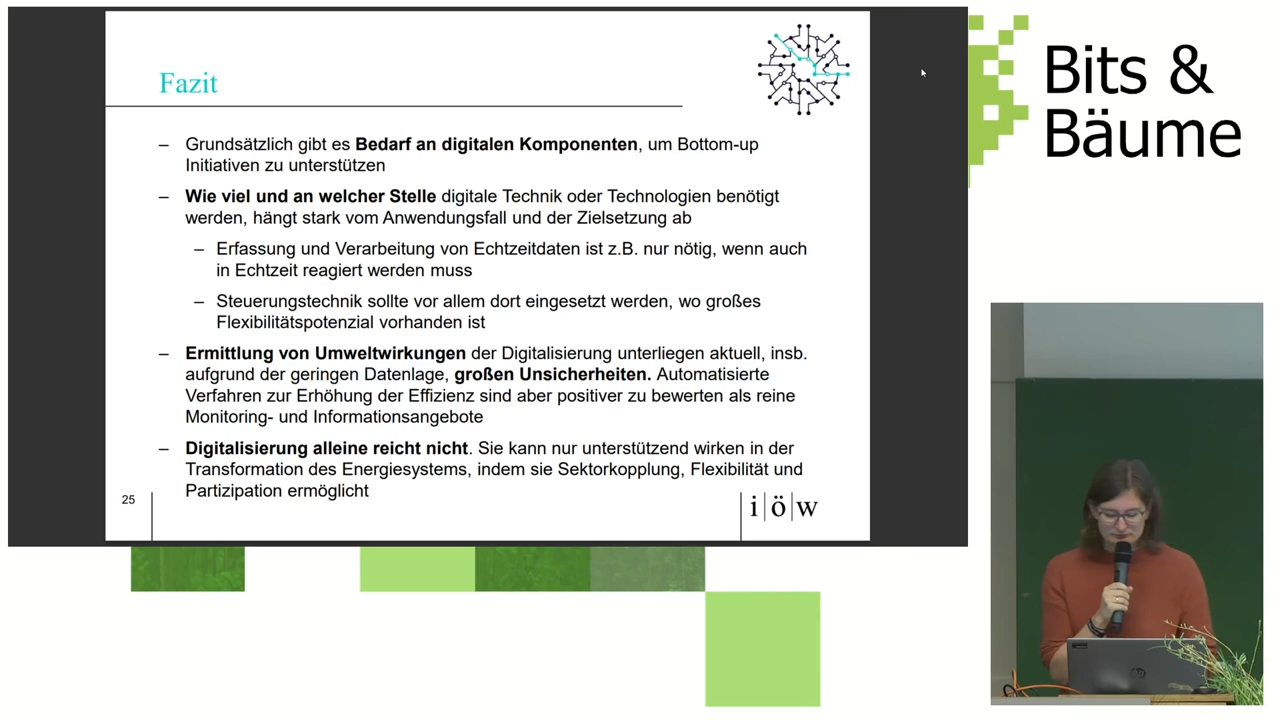 Fazit
– Grundsätzlich gibt es Bedarf an digitalen Komponenten, um Bottom-up
Initiativen zu unterstützen
– Wie viel und an welcher Stelle digitale Technik oder Technologien benötigt
werden, hängt stark vom Anwendungsfall und der Zielsetzung ab
– Erfassung und Verarbeitung von Echtzeitdaten ist z.B. nur nötig, wenn auch
in Echtzeit reagiert werden muss
– Steuerungstechnik sollte vor allem dort eingesetzt werden, wo großes
Flexibilitätspotenzial vorhanden ist
– Ermittlung von Umweltwirkungen der Digitalisierung unterliegen aktuell, insb.
aufgrund der geringen Datenlage, großen Unsicherheiten. Automatisierte
Verfahren zur Erhöhung der Effizienz sind aber positiver zu bewerten als reine
Monitoring- und Informationsangebote
– Digitalisierung alleine reicht nicht. Sie kann nur unterstützend wirken in der
Transformation des Energiesystems, indem sie Sektorkopplung, Flexibilität und
Partizipation ermöglicht
25
i|ö|w
Bits &
Bäume